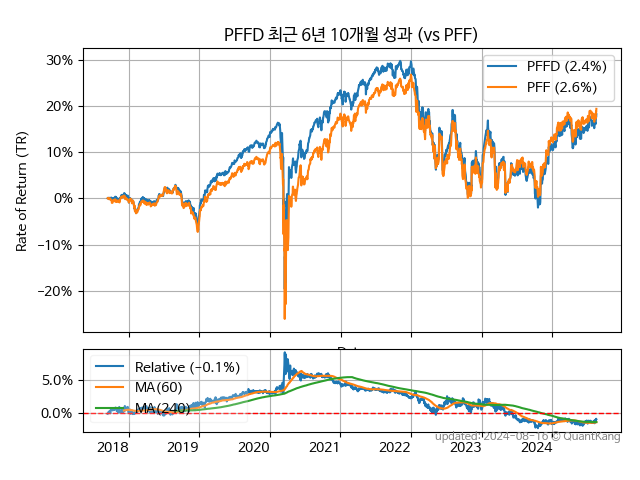 PFFD 최근 6년 10개월 성과 (vs PFF)
30%
20%
10%
0%
−10%
−20%
Rate of Return (TR)
PFFD (2.4%)
PFF (2.6%)
5.0%
0.0%
Relative (−0.1%)
MA(60)
MA(240)
2018 2019 2020 2021 2022 2023 2024
updated: 2024-08-16 © QuantKang